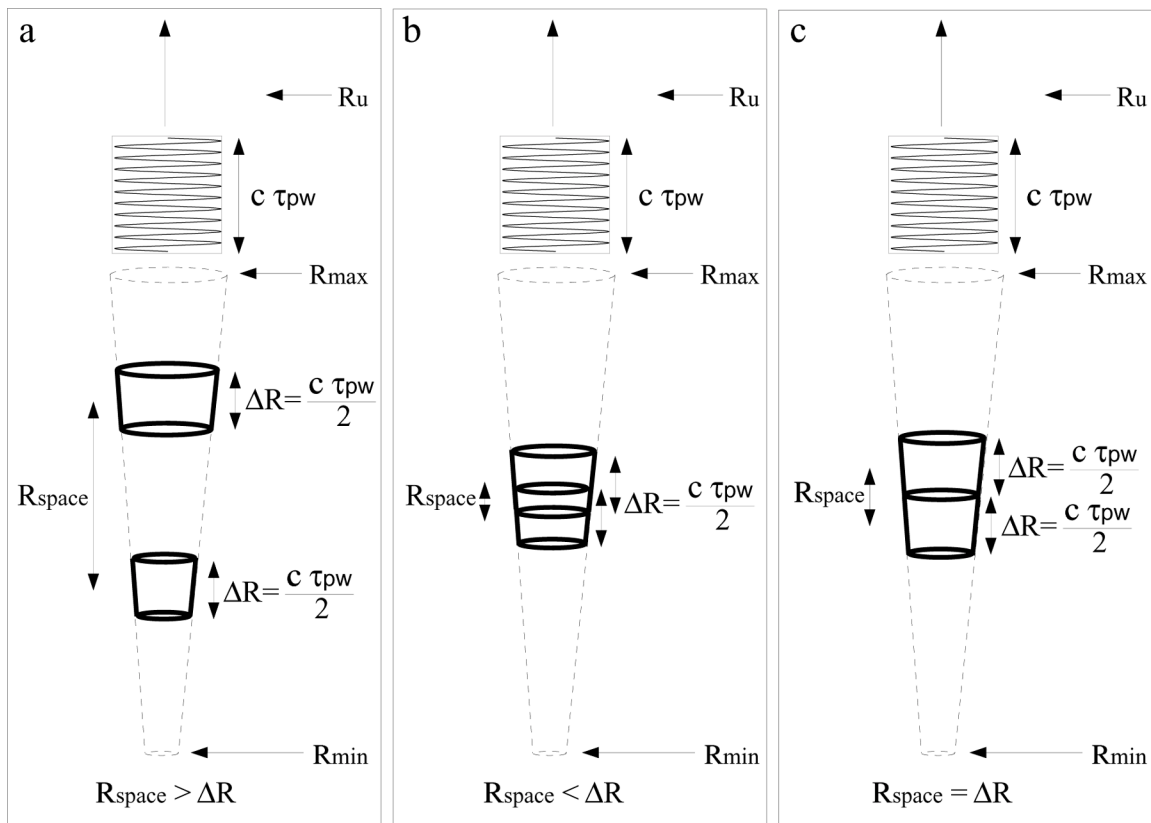 a
Ru
c τpw
Rmax
ΔR= c τpw
2
Rspace
ΔR= c τpw
2
Rmin
Rspace > ΔR
b
Ru
c τpw
Rmax
Rspace
ΔR= c τpw
2
Rmin
Rspace < ΔR
c
Ru
c τpw
Rmax
ΔR= c τpw
2
Rspace
ΔR= c τpw
2
Rmin
Rspace = ΔR